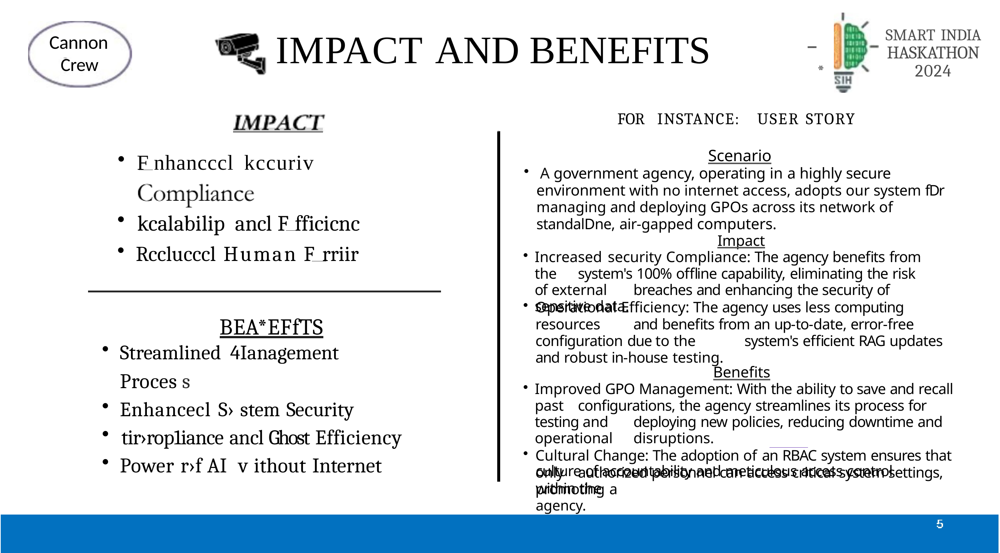 Cannon
Crew
IMPACT AND BENEFITS
SIH
SMART INDIA
HASKATHON
2024
–
*
IMPACT
• F nhancccl kccuriv
Compliance
• kcalabilip ancl F fficicnc
• Rcclucccl Human F rriir
BEA*EFfTS
• Streamlined 4Ianagement
Proces s
• Enhancecl S› stem Security
• tir›rop1iance ancl Ghost Efficiency
• Power r›f AI v ithout Internet
FOR INSTANCE: USER STORY
Scenario
• A government agency, operating in a highly secure
environment with no internet access, adopts our system fDr
managing and deploying GPOs across its network of
standalDne, air-gapped computers.
Impact
• Increased security Compliance: The agency benefits from
the system's 100% offline capability, eliminating the risk
of external breaches and enhancing the security of
sensitive data.
• Operational Efficiency: The agency uses less computing
resources and benefits from an up-to-date, error-free
configuration due to the system's efficient RAG updates
and robust in-house testing.
Benefits
• Improved GPO Management: With the ability to save and recall
past configurations, the agency streamlines its process for
testing and deploying new policies, reducing downtime and
operational disruptions.
• Cultural Change: The adoption of an RBAC system ensures that
only authorized personnel can access critical system settings,
promoting a
culture of accountability and meticulous access control
within the
agency.
5